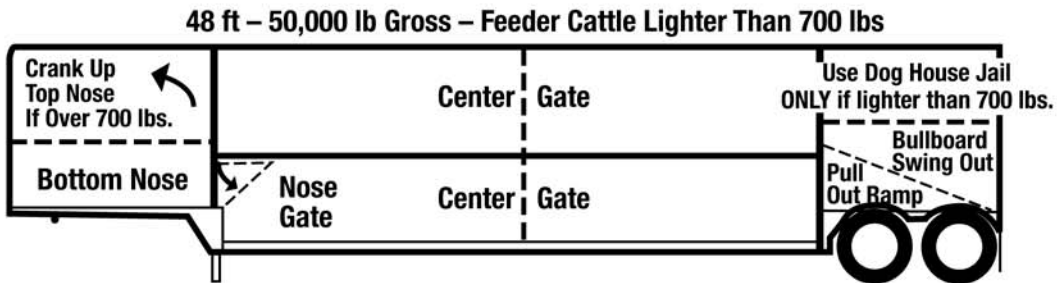 48 ft – 50,000 lb Gross – Feeder Cattle Lighter Than 700 lbs
Crank Up
Top Nose
If Over 700 lbs.
Bottom Nose
Center Gate
Nose
Gate
Center Gate
Use Dog House Jail
ONLY if lighter than 700 lbs.
Bullboard
Swing Out
Pull
Out Ramp